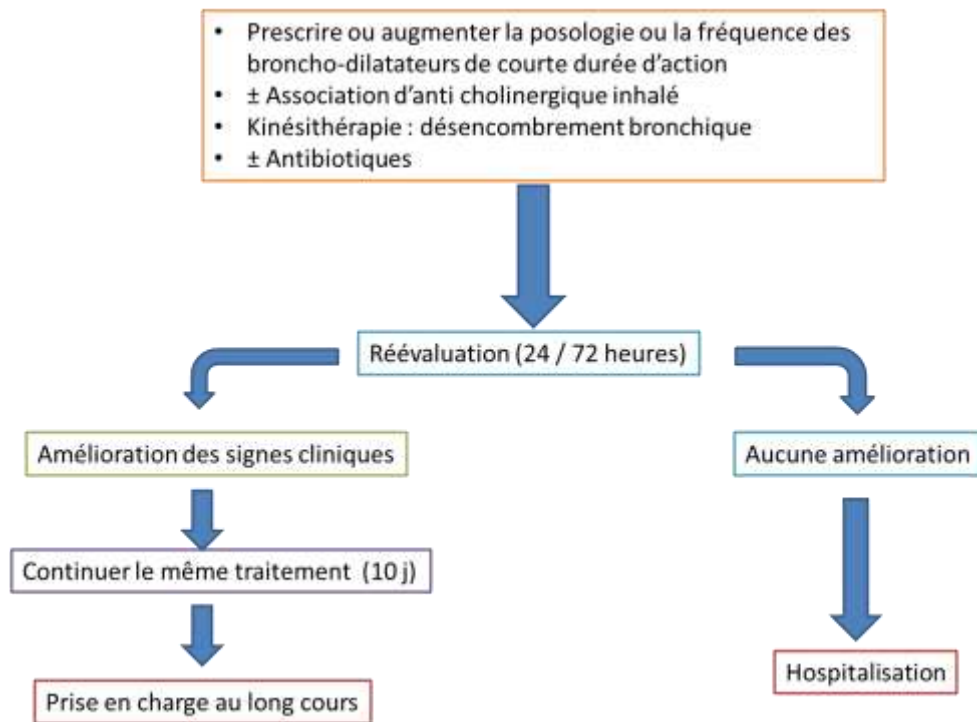 • Prescrire ou augmenter la posologie ou la fréquence des
broncho-dilatateurs de courte durée d'action
• ± Association d'anti cholinergique inhalé
• Kinésithérapie : désencombrement bronchique
• ± Antibiotiques
Réévaluation (24 / 72 heures)
Amélioration des signes cliniques
Aucune amélioration
Continuer le même traitement (10 j)
Hospitalisation
Prise en charge au long cours